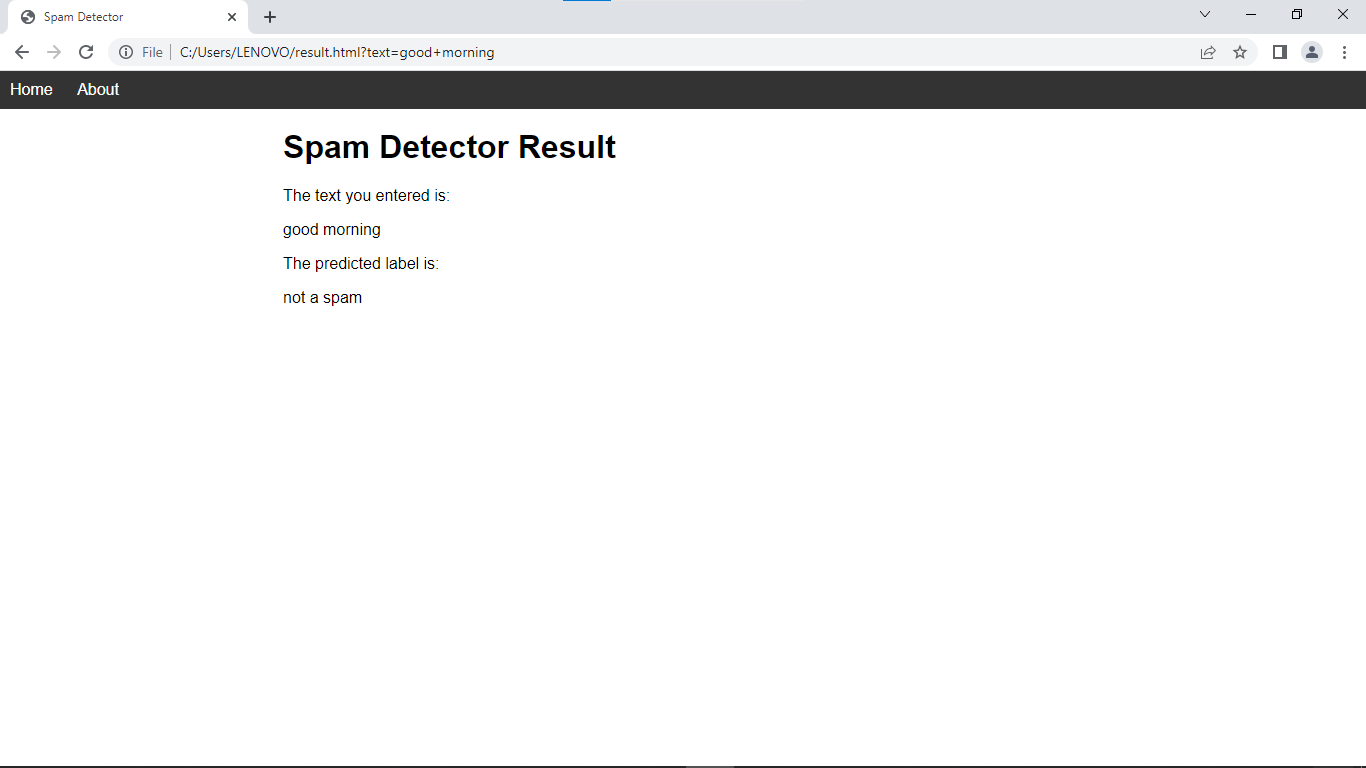 Spam Detector
File C:/Users/LENOVO/result.html?text=good+morning
Home About
Spam Detector Result
The text you entered is:
good morning
The predicted label is:
not a spam